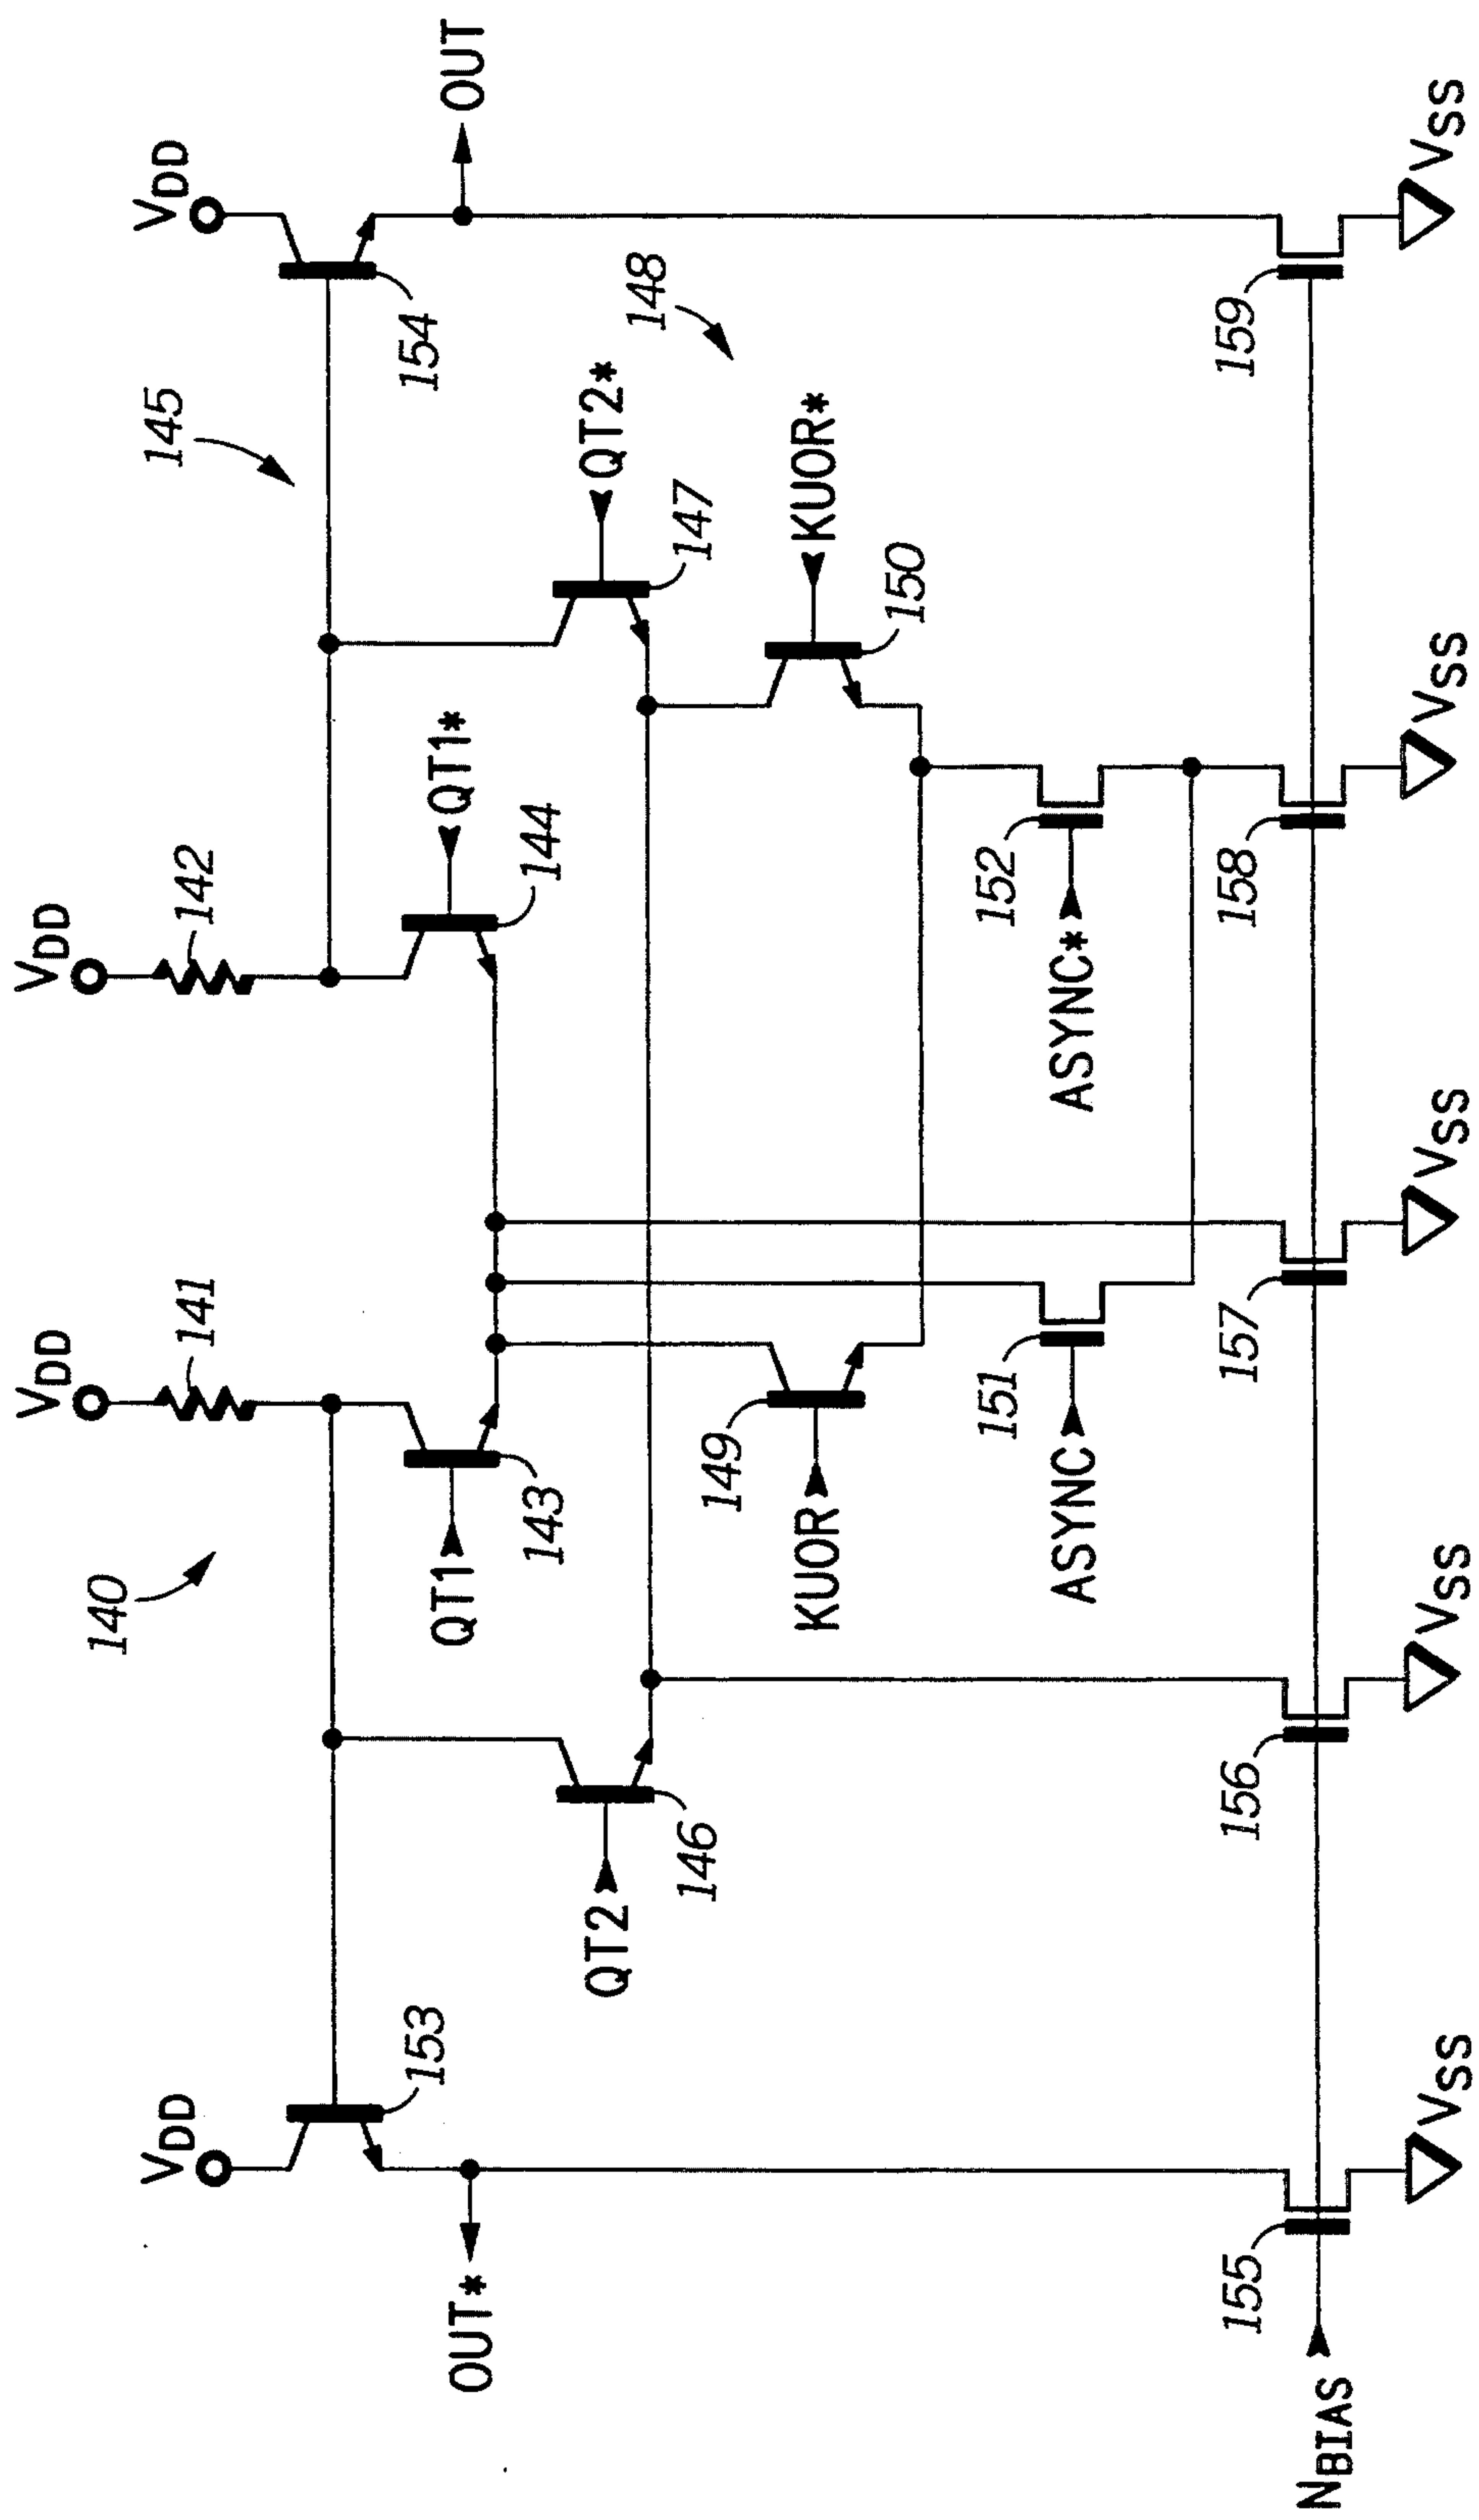 VDD
VDD
VDD
VDD
140
141
142
145
153
154
OUT*
OUT
QT1
143
QT1*
144
QT2
146
QT2*
147
148
KUOR
149
KUOR*
150
ASYNC
151
ASYNC*
152
NBIAS
155
156
157
158
159
VSS
VSS
VSS
VSS
VSS